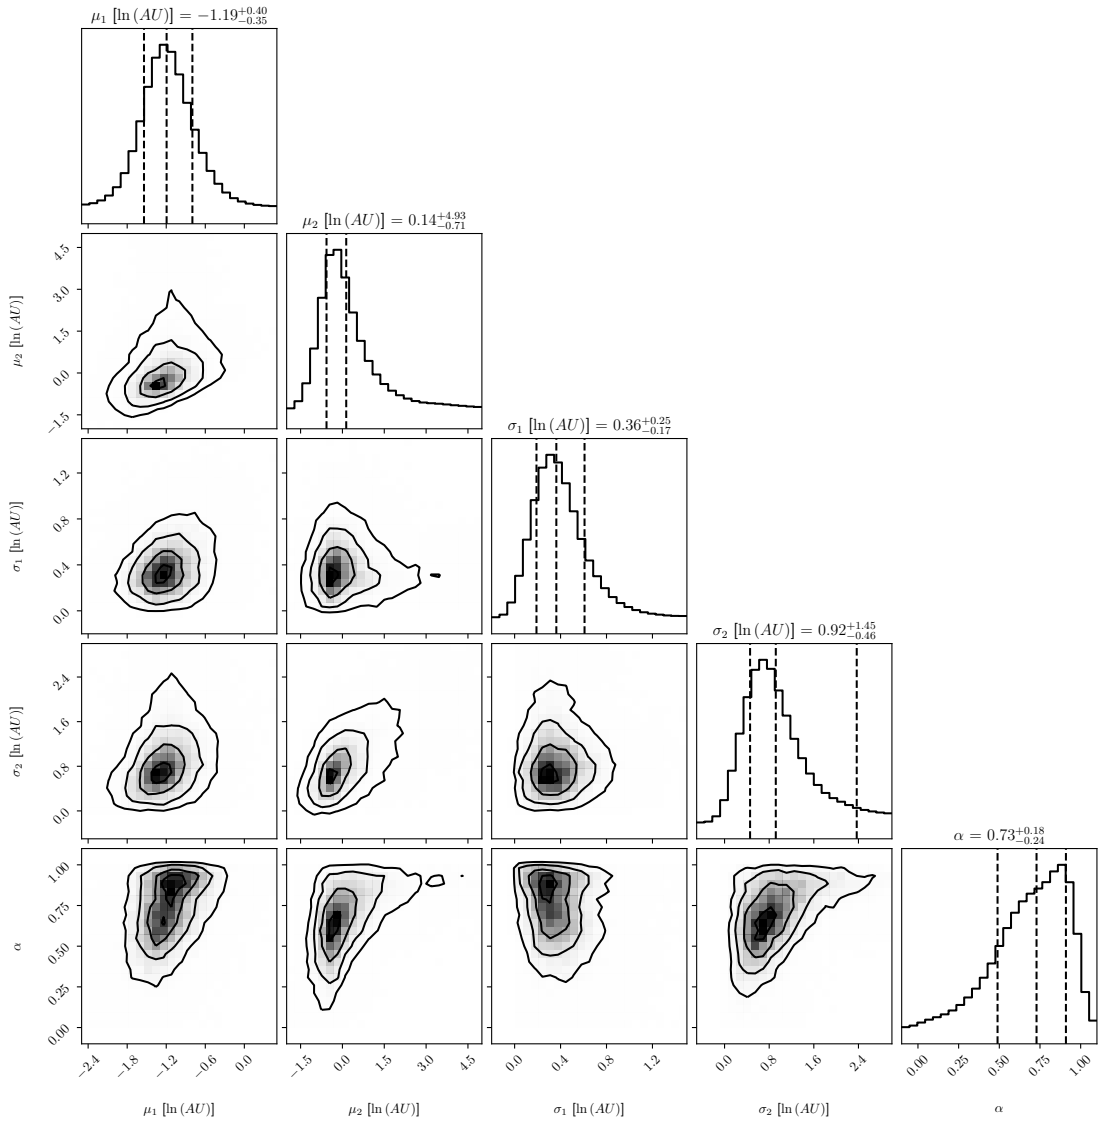 μ₁ [ln (AU)] = −1.19⁺⁰·⁴⁰₋₀.₃₅
μ₂ [ln (AU)] = 0.14⁺⁴·⁹³₋₀.₇₁
4.5
3.0
1.5
0.0
−1.5
μ₂ [ln (AU)]
σ₁ [ln (AU)] = 0.36⁺⁰·²⁵₋₀.₁₇
1.2
0.8
0.4
0.0
σ₁ [ln (AU)]
σ₂ [ln (AU)] = 0.92⁺¹·⁴⁵₋₀.₄₆
2.4
1.6
0.8
0.0
σ₂ [ln (AU)]
α = 0.73⁺⁰·¹⁸₋₀.₂₄
1.00
0.75
0.50
0.25
0.00
α
−2.4 −1.8 −1.2 −0.6 0.0 −1.5 0.0 1.5 3.0 4.5 0.0 0.4 0.8 1.2 0.0 0.8 1.6 2.4 0.00 0.25 0.50 0.75 1.00
μ₁ [ln (AU)] μ₂ [ln (AU)] σ₁ [ln (AU)] σ₂ [ln (AU)] α